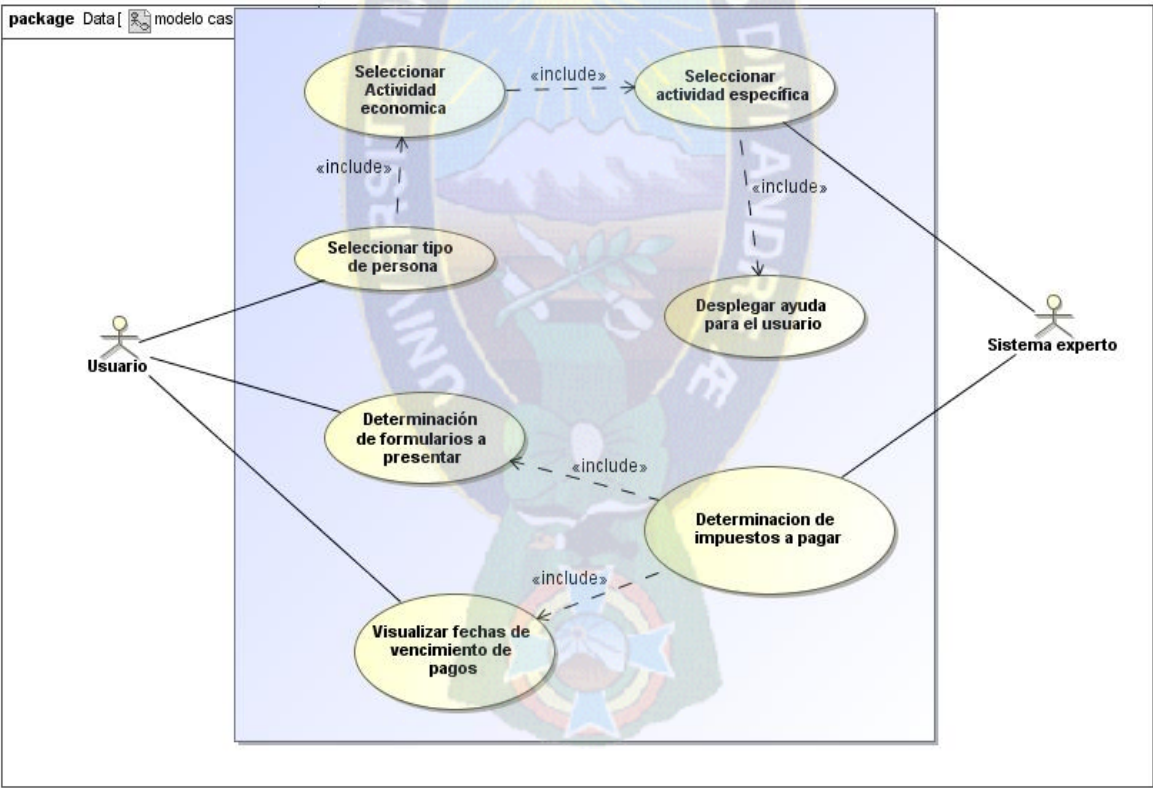 package Data [ modelo cas
Seleccionar
Actividad
economica
«include»
Seleccionar
actividad específica
«include»
«include»
Seleccionar tipo
de persona
Desplegar ayuda
para el usuario
Usuario
Sistema experto
Determinación
de formularios a
presentar
«include»
Determinacion de
impuestos a pagar
«include»
Visualizar fechas de
vencimiento de
pagos